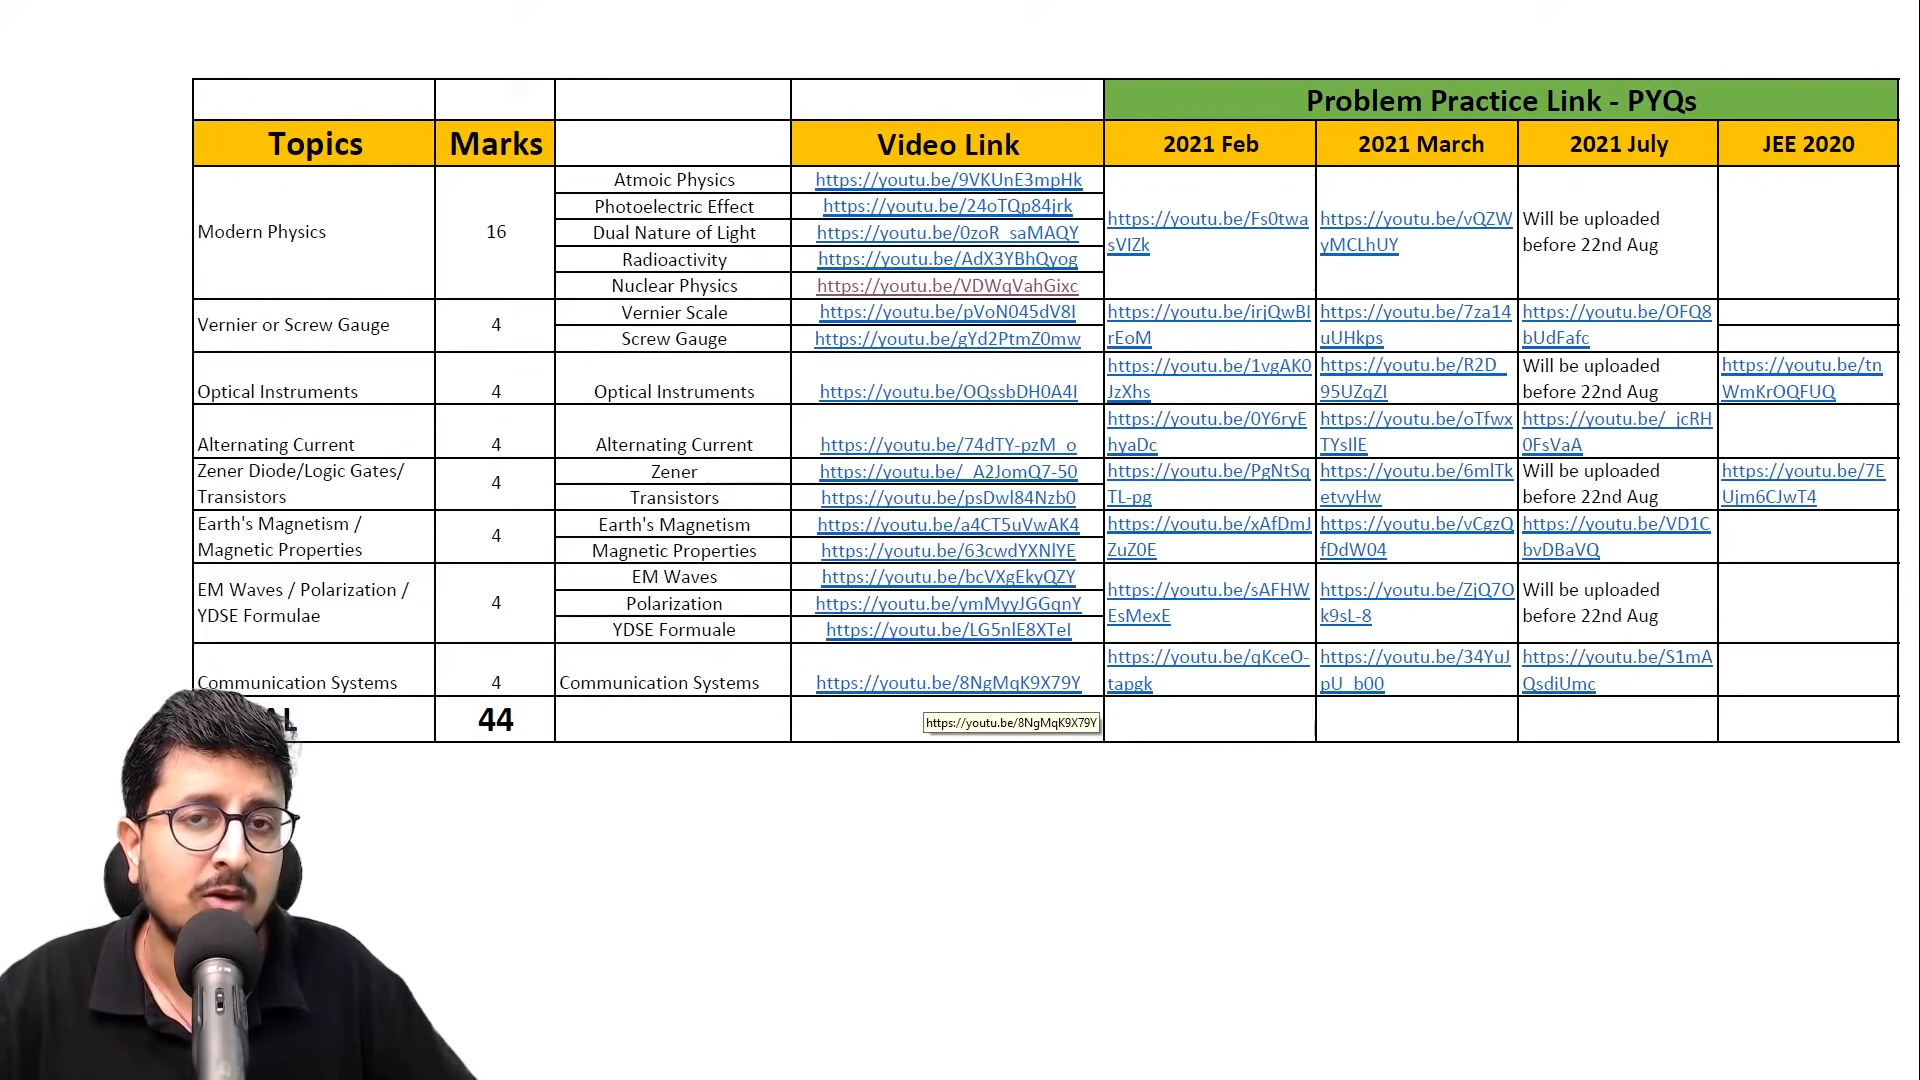 Problem Practice Link - PYQs
Topics Marks Video Link 2021 Feb 2021 March 2021 July JEE 2020
Modern Physics 16
Atmoic Physics https://youtu.be/9VKUnE3mpHk
Photoelectric Effect https://youtu.be/24oTQp84jrk
Dual Nature of Light https://youtu.be/0zoR_saMAQY
Radioactivity https://youtu.be/AdX3YBhQyog
Nuclear Physics https://youtu.be/VDWqVahGixc
https://youtu.be/Fs0twa
sVIZk
https://youtu.be/vQZW
yMCLhUY
Will be uploaded
before 22nd Aug
Vernier or Screw Gauge 4
Vernier Scale https://youtu.be/pVoN045dV8I
Screw Gauge https://youtu.be/gYd2PtmZ0mw
https://youtu.be/irjQwBI
rEoM
https://youtu.be/7za14
uUHkps
https://youtu.be/OFQ8
bUdFafc
Optical Instruments 4 Optical Instruments https://youtu.be/OQssbDH0A4I
https://youtu.be/1vgAK0
JzXhs
https://youtu.be/R2D_
95UZqZI
Will be uploaded
before 22nd Aug
https://youtu.be/tn
WmKrOQFUQ
Alternating Current 4 Alternating Current https://youtu.be/74dTY-pzM_o
https://youtu.be/0Y6ryE
hyaDc
https://youtu.be/oTfwx
TYsIlE
https://youtu.be/_jcRH
0FsVaA
Zener Diode/Logic Gates/
Transistors
4
Zener https://youtu.be/_A2JomQ7-50
Transistors https://youtu.be/psDwl84Nzb0
https://youtu.be/PgNtSq
TL-pg
https://youtu.be/6mlTk
etvyHw
Will be uploaded
before 22nd Aug
https://youtu.be/7E
Ujm6CJwT4
Earth's Magnetism /
Magnetic Properties
4
Earth's Magnetism https://youtu.be/a4CT5uVwAK4
Magnetic Properties https://youtu.be/63cwdYXNlYE
https://youtu.be/xAfDmJ
ZuZ0E
https://youtu.be/vCgzQ
fDdW04
https://youtu.be/VD1C
bvDBaVQ
EM Waves / Polarization /
YDSE Formulae
4
EM Waves https://youtu.be/bcVXgEkyQZY
Polarization https://youtu.be/ymMyyJGGqnY
YDSE Formuale https://youtu.be/LG5nlE8XTeI
https://youtu.be/sAFHW
EsMexE
https://youtu.be/ZjQ7O
k9sL-8
Will be uploaded
before 22nd Aug
Communication Systems 4 Communication Systems https://youtu.be/8NgMqK9X79Y
https://youtu.be/qKceO-
tapgk
https://youtu.be/34YuJ
pU_b00
https://youtu.be/S1mA
QsdiUmc
44
https://youtu.be/8NgMqK9X79Y